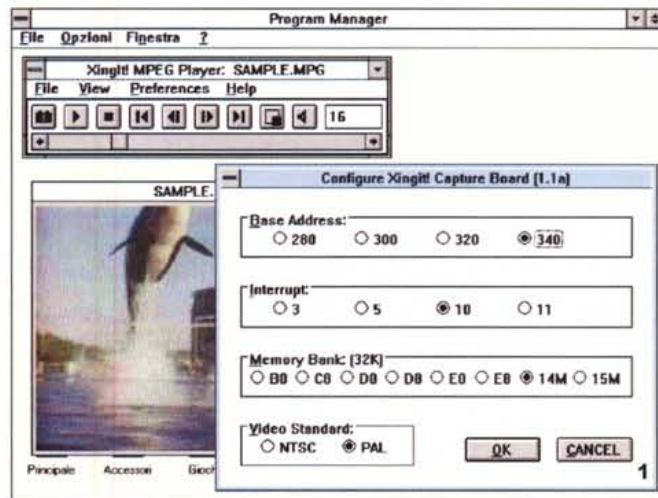 Program Manager
File Opzioni Finestra ?
XingIt! MPEG Player: SAMPLE.MPG
File View Preferences Help
16
SAMPLE.
Configure XingIt! Capture Board (1.1a)
Base Address:
280 300 320 340
Interrupt:
3 5 10 11
Memory Bank: (32K)
B0 C8 D0 D8 E0 E8 14M 15M
Video Standard:
NTSC PAL
OK CANCEL
Principale Accessori Gioch
1